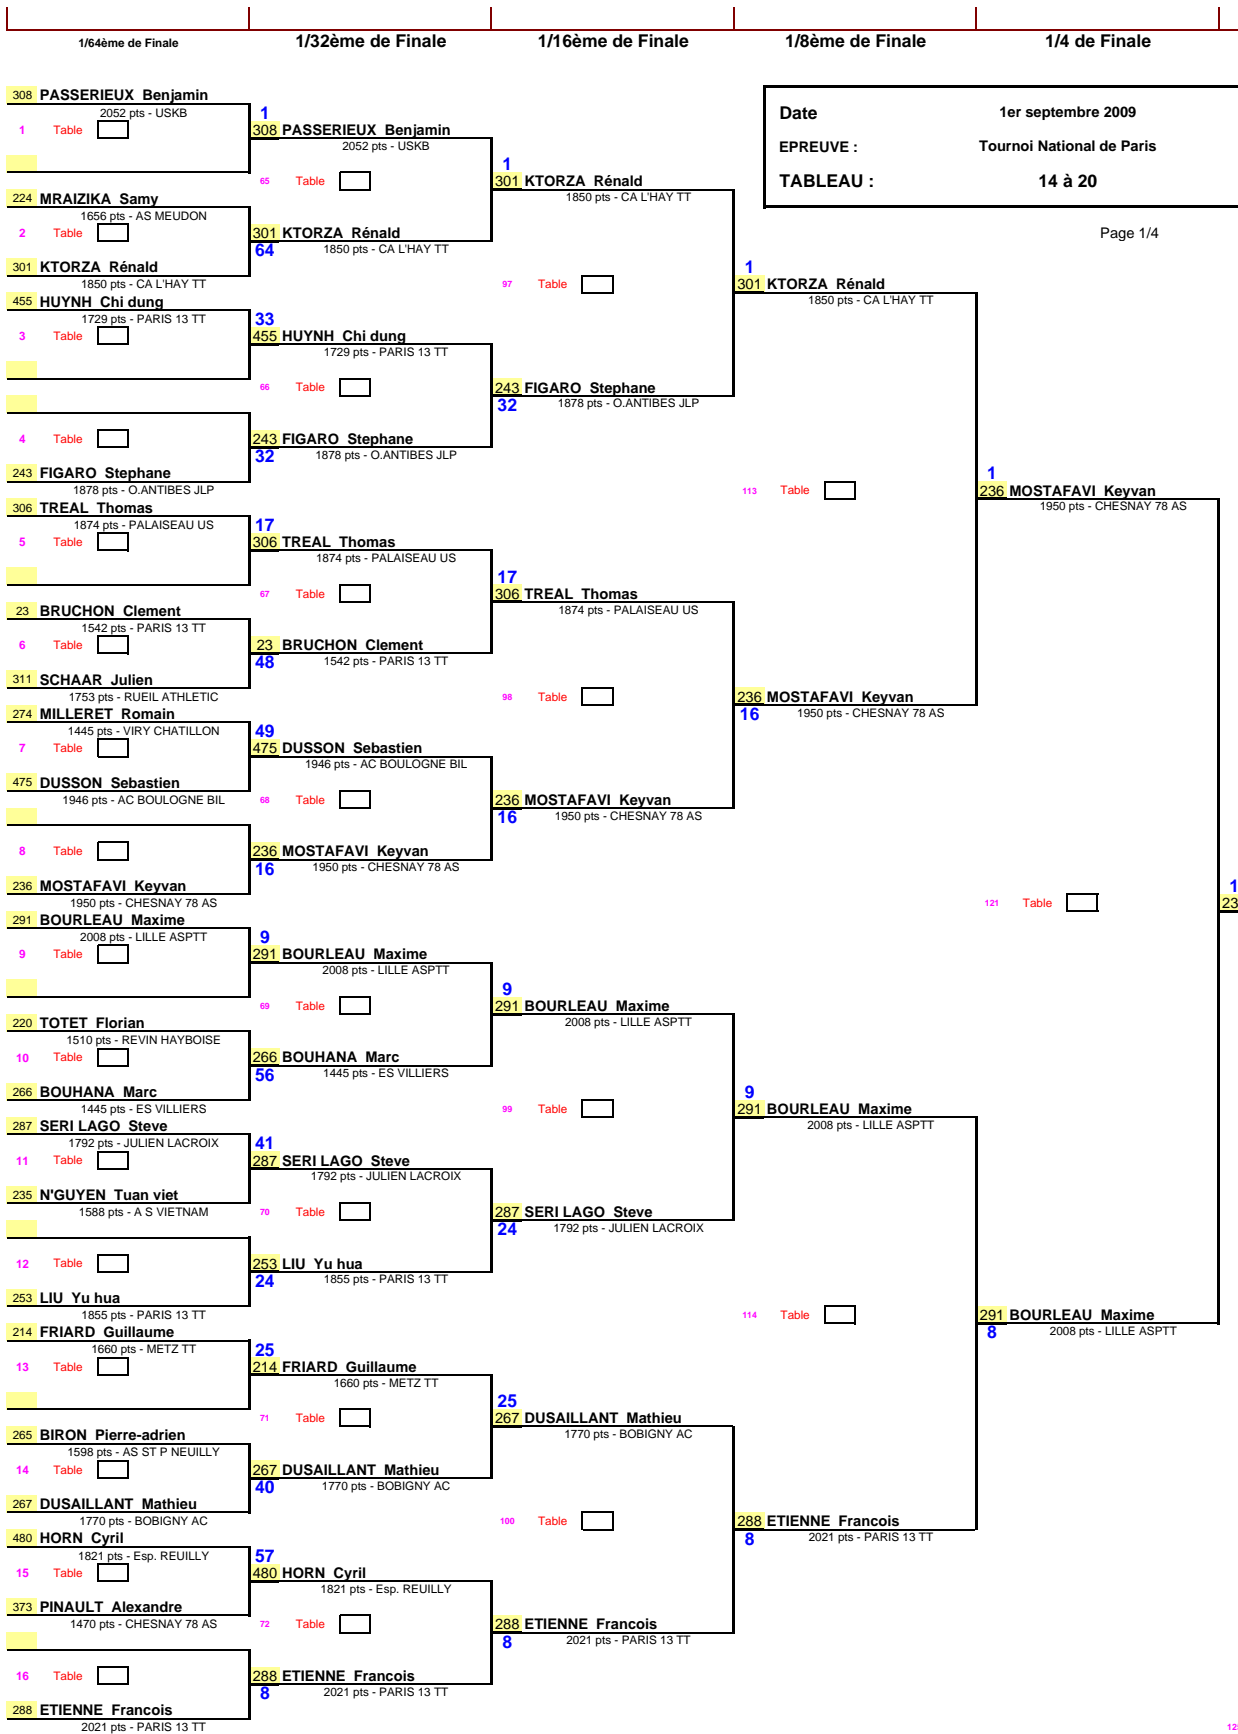 1/64ème de Finale
1/32ème de Finale
1/16ème de Finale
1/8ème de Finale
1/4 de Finale
Date 1er septembre 2009
EPREUVE : Tournoi National de Paris
TABLEAU : 14 à 20
Page 1/4
308 PASSERIEUX Benjamin
2052 pts - USKB
1 Table
224 MRAIZIKA Samy
1656 pts - AS MEUDON
2 Table
301 KTORZA Rénald
1850 pts - CA L'HAY TT
455 HUYNH Chi dung
1729 pts - PARIS 13 TT
3 Table
4 Table
243 FIGARO Stephane
1878 pts - O.ANTIBES JLP
306 TREAL Thomas
1874 pts - PALAISEAU US
5 Table
23 BRUCHON Clement
1542 pts - PARIS 13 TT
6 Table
311 SCHAAR Julien
1753 pts - RUEIL ATHLETIC
274 MILLERET Romain
1445 pts - VIRY CHATILLON
7 Table
475 DUSSON Sebastien
1946 pts - AC BOULOGNE BIL
8 Table
236 MOSTAFAVI Keyvan
1950 pts - CHESNAY 78 AS
291 BOURLEAU Maxime
2008 pts - LILLE ASPTT
9 Table
220 TOTET Florian
1510 pts - REVIN HAYBOISE
10 Table
266 BOUHANA Marc
1445 pts - ES VILLIERS
287 SERI LAGO Steve
1792 pts - JULIEN LACROIX
11 Table
235 N'GUYEN Tuan viet
1588 pts - A S VIETNAM
12 Table
253 LIU Yu hua
1855 pts - PARIS 13 TT
214 FRIARD Guillaume
1660 pts - METZ TT
13 Table
265 BIRON Pierre-adrien
1598 pts - AS ST P NEUILLY
14 Table
267 DUSAILLANT Mathieu
1770 pts - BOBIGNY AC
480 HORN Cyril
1821 pts - Esp. REUILLY
15 Table
373 PINAULT Alexandre
1470 pts - CHESNAY 78 AS
16 Table
288 ETIENNE Francois
2021 pts - PARIS 13 TT
1
308 PASSERIEUX Benjamin
2052 pts - USKB
65 Table
301 KTORZA Rénald
64 1850 pts - CA L'HAY TT
33
455 HUYNH Chi dung
1729 pts - PARIS 13 TT
66 Table
243 FIGARO Stephane
32 1878 pts - O.ANTIBES JLP
17
306 TREAL Thomas
1874 pts - PALAISEAU US
67 Table
23 BRUCHON Clement
48 1542 pts - PARIS 13 TT
49
475 DUSSON Sebastien
1946 pts - AC BOULOGNE BIL
68 Table
236 MOSTAFAVI Keyvan
16 1950 pts - CHESNAY 78 AS
9
291 BOURLEAU Maxime
2008 pts - LILLE ASPTT
69 Table
266 BOUHANA Marc
56 1445 pts - ES VILLIERS
41
287 SERI LAGO Steve
1792 pts - JULIEN LACROIX
70 Table
253 LIU Yu hua
24 1855 pts - PARIS 13 TT
25
214 FRIARD Guillaume
1660 pts - METZ TT
71 Table
267 DUSAILLANT Mathieu
40 1770 pts - BOBIGNY AC
57
480 HORN Cyril
1821 pts - Esp. REUILLY
72 Table
288 ETIENNE Francois
8 2021 pts - PARIS 13 TT
1
301 KTORZA Rénald
1850 pts - CA L'HAY TT
97 Table
243 FIGARO Stephane
32 1878 pts - O.ANTIBES JLP
17
306 TREAL Thomas
1874 pts - PALAISEAU US
98 Table
236 MOSTAFAVI Keyvan
16 1950 pts - CHESNAY 78 AS
9
291 BOURLEAU Maxime
2008 pts - LILLE ASPTT
99 Table
287 SERI LAGO Steve
24 1792 pts - JULIEN LACROIX
25
267 DUSAILLANT Mathieu
1770 pts - BOBIGNY AC
100 Table
288 ETIENNE Francois
8 2021 pts - PARIS 13 TT
1
301 KTORZA Rénald
1850 pts - CA L'HAY TT
113 Table
236 MOSTAFAVI Keyvan
16 1950 pts - CHESNAY 78 AS
9
291 BOURLEAU Maxime
2008 pts - LILLE ASPTT
114 Table
288 ETIENNE Francois
8 2021 pts - PARIS 13 TT
1
236 MOSTAFAVI Keyvan
1950 pts - CHESNAY 78 AS
121 Table
291 BOURLEAU Maxime
8 2008 pts - LILLE ASPTT
1